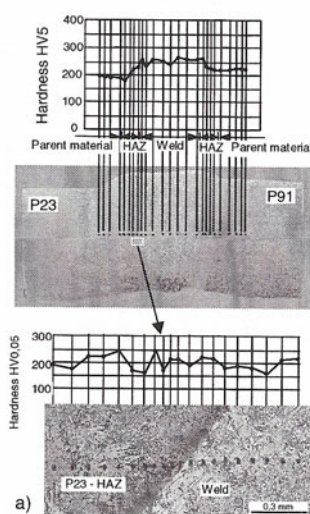 Hardness HV5
400
300
200
100
0
Parent material HAZ Weld HAZ Parent material
P23
P91
Hardness HV0,05
300
200
100
P23 - HAZ
Weld
a)
0,3 mm